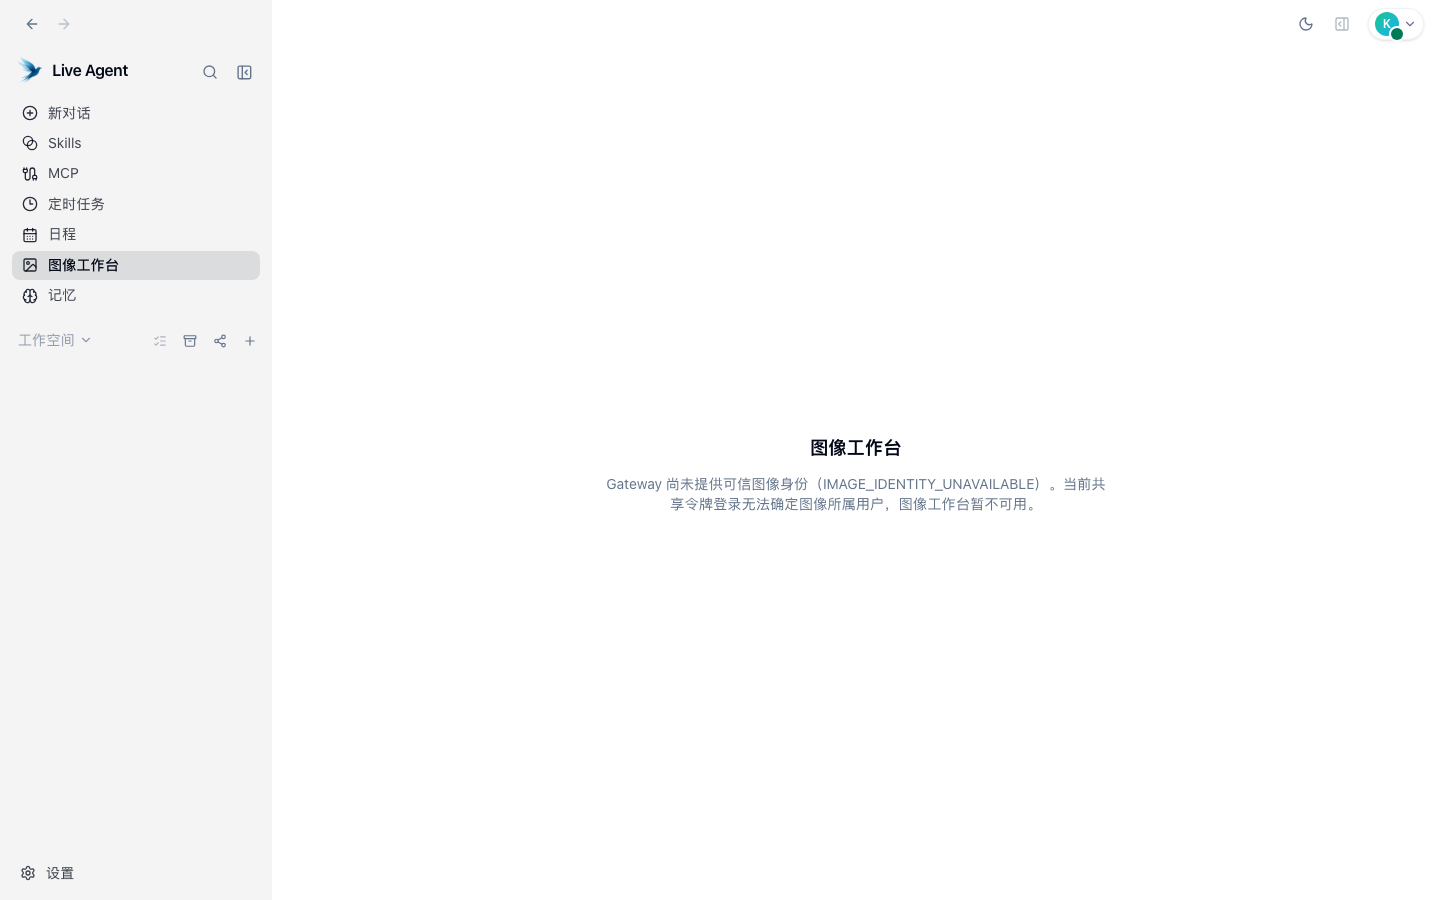 Live Agent
新对话
Skills
MCP
定时任务
日程
图像工作台
记忆
工作空间
设置
K
图像工作台
Gateway 尚未提供可信图像身份（IMAGE_IDENTITY_UNAVAILABLE）。当前共
享令牌登录无法确定图像所属用户，图像工作台暂不可用。